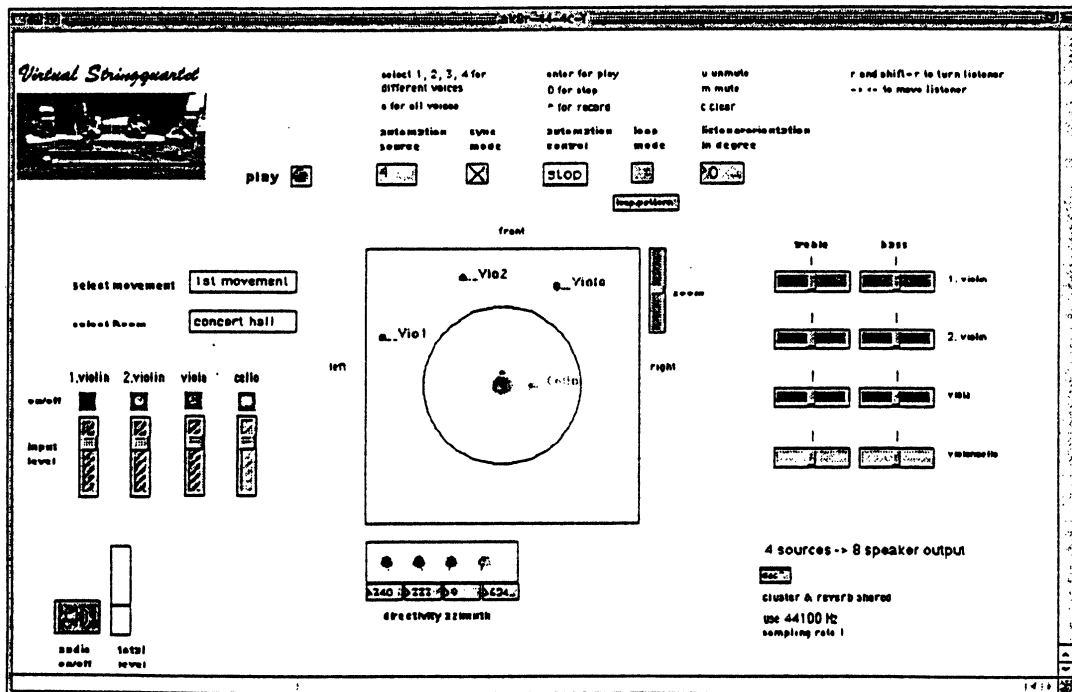 Virtual Stringquartet
select 1, 2, 3, 4 for
different voices
a for all voices
enter for play
0 for stop
^ for record
u unmute
m mute
c clear
r and shift-r to turn listener
to move listener
automation
source
sync
mode
automation
control
loop
mode
listenerorientation
in degree
play
4
stop
0
loop pattern
front
treble
bass
select movement
1st movement
select Room
concert hall
Vio2
Viola
Vio1
Cello
zoom
left
right
1. violin
2. violin
viola
violoncello
1.violin
2.violin
viola
cello
on/off
input
level
240
222
directivity azimuth
4 sources -> 8 speaker output
cluster & reverb shared
use 44100 Hz
sampling rate !
audio
on/off
total
level